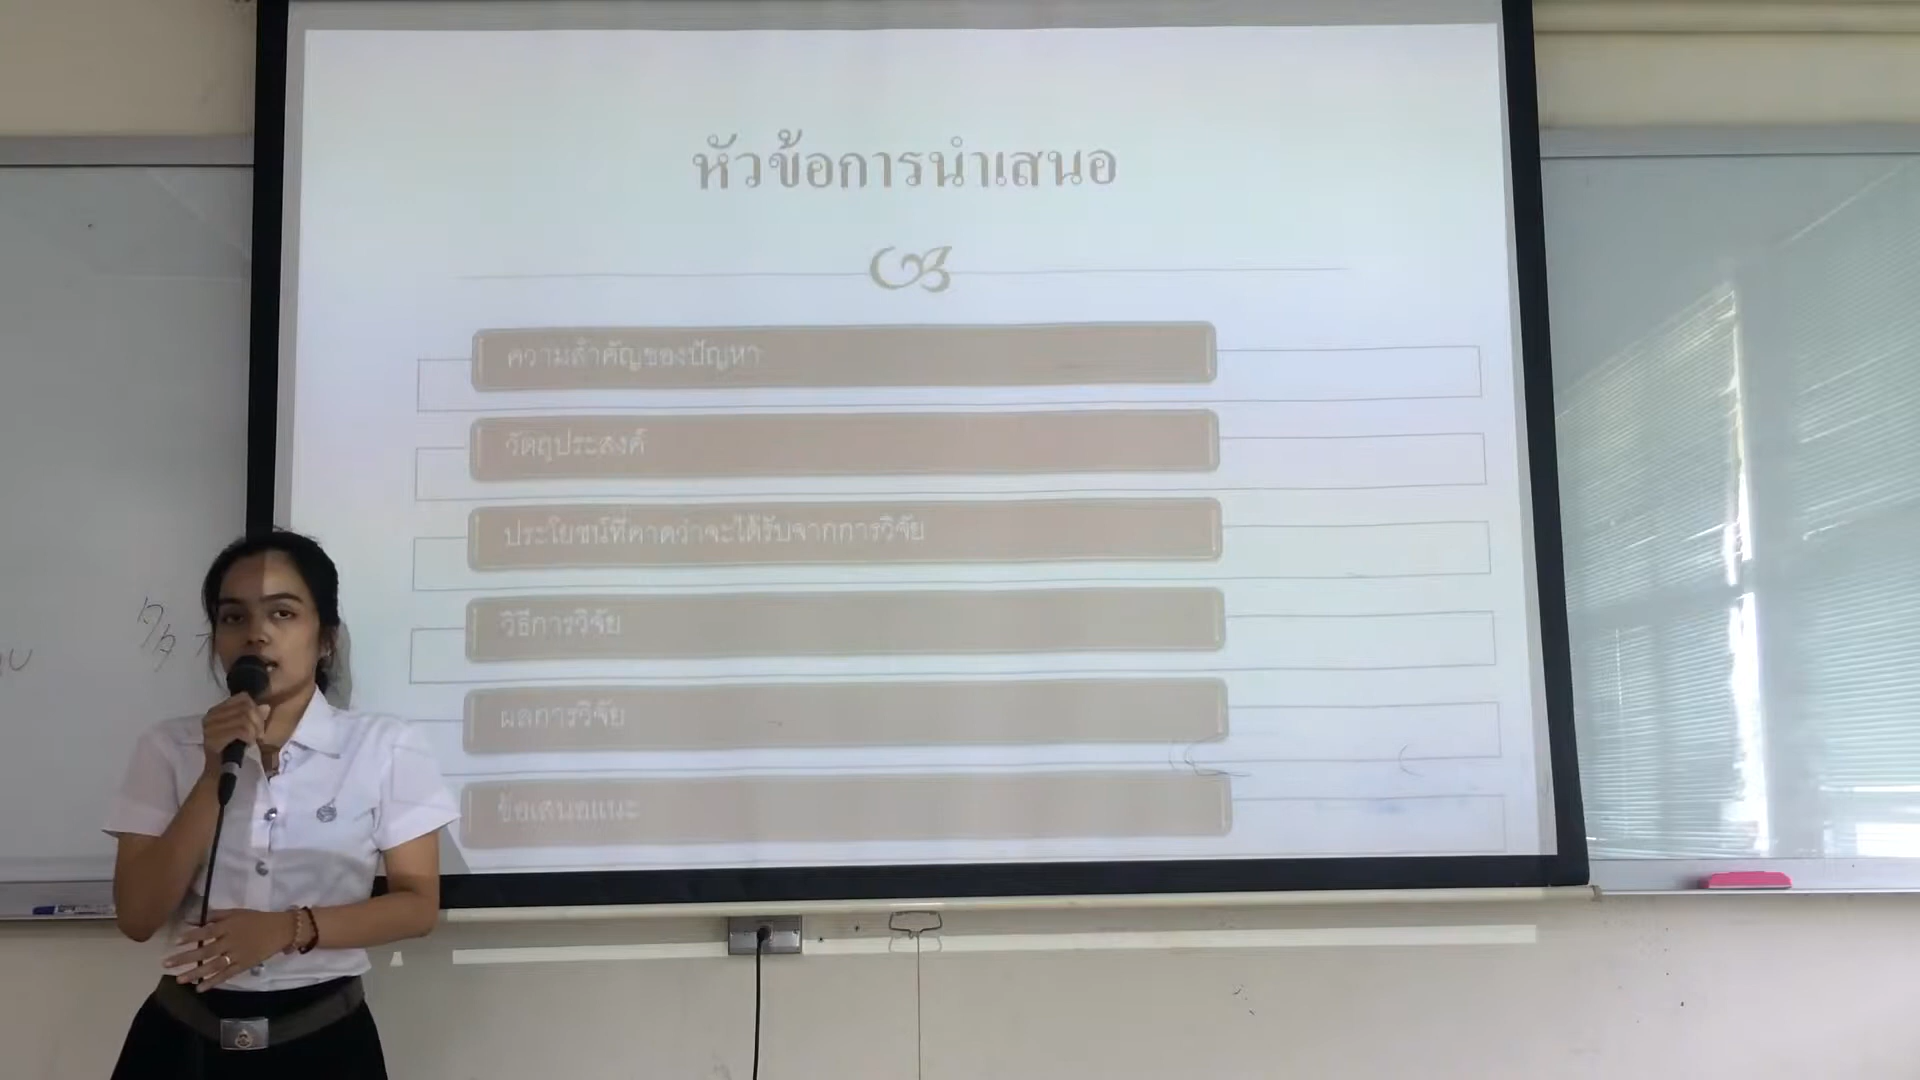 หัวข้อการนำเสนอ
ความสำคัญของปัญหา
วัตถุประสงค์
ประโยชน์ที่คาดว่าจะได้รับจากการวิจัย
วิธีการวิจัย
ผลการวิจัย
ข้อเสนอแนะ